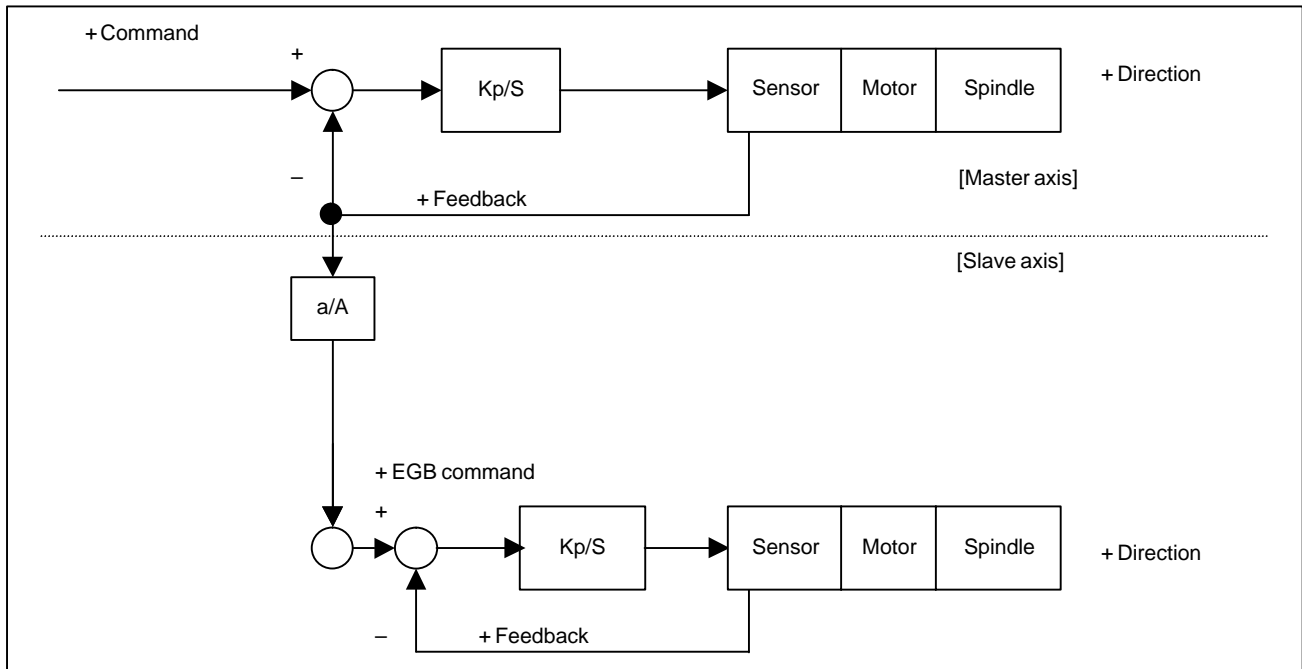 + Command
+
Kp/S
Sensor Motor Spindle
+ Direction
–
+ Feedback
[Master axis]
[Slave axis]
a/A
+ EGB command
+
Kp/S
Sensor Motor Spindle
+ Direction
–
+ Feedback